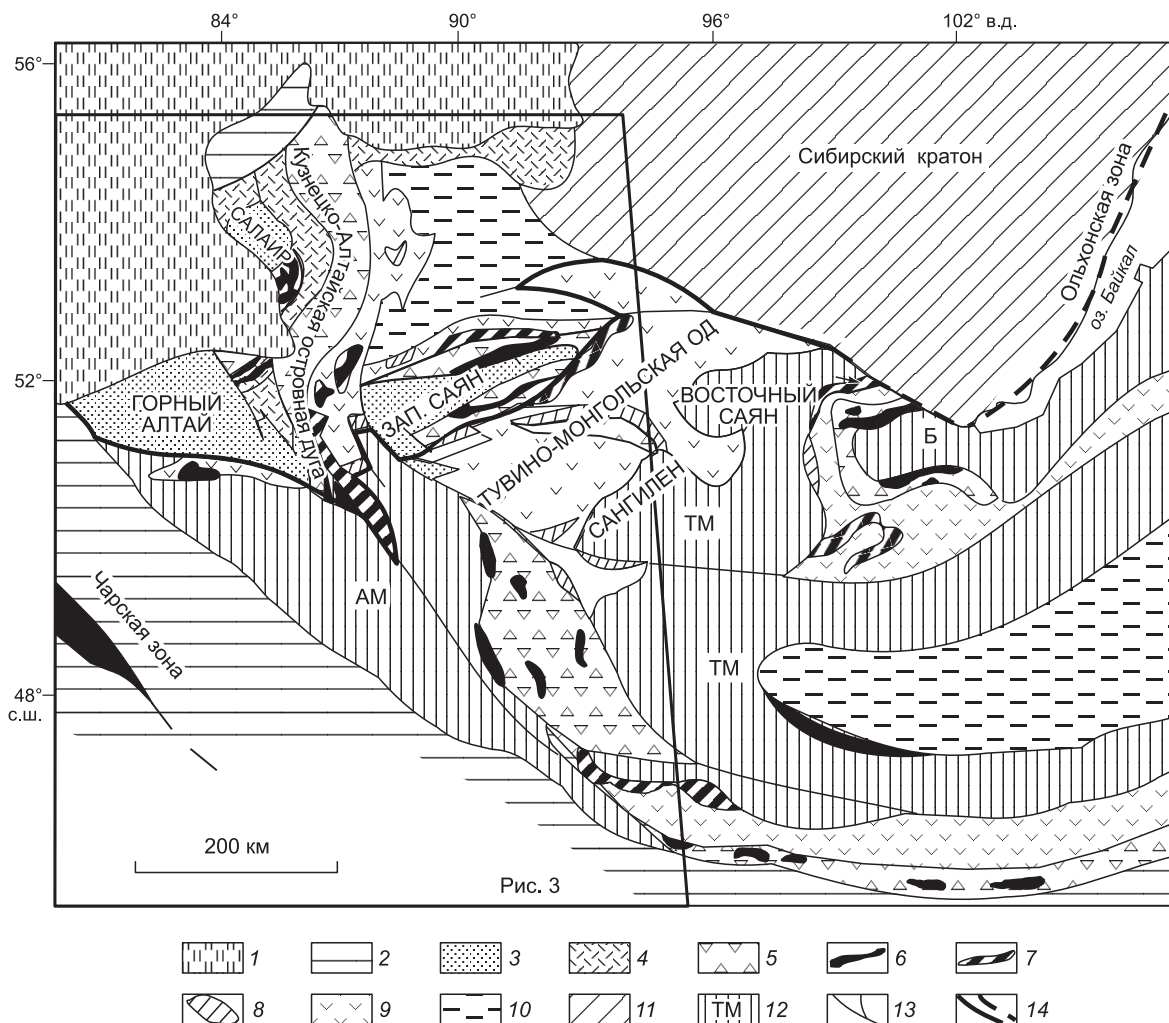 84° 90° 96° 102° в.д.
56°
Сибирский кратон
Ольхонская зона
оз. Байкал
Кузнецко-Алтайская островная дуга
САЛАИР
52°
ГОРНЫЙ
АЛТАЙ
ЗАП. САЯН
ТУВИНО-МОНГОЛЬСКАЯ ОД
ВОСТОЧНЫЙ
САЯН
Б
САНГИЛЕН
ТМ
АМ
Чарская зона
ТМ
48°
с.ш.
200 км
Рис. 3
1 2 3 4 5 6 7
8 9 10 11 ТМ 12 13 14